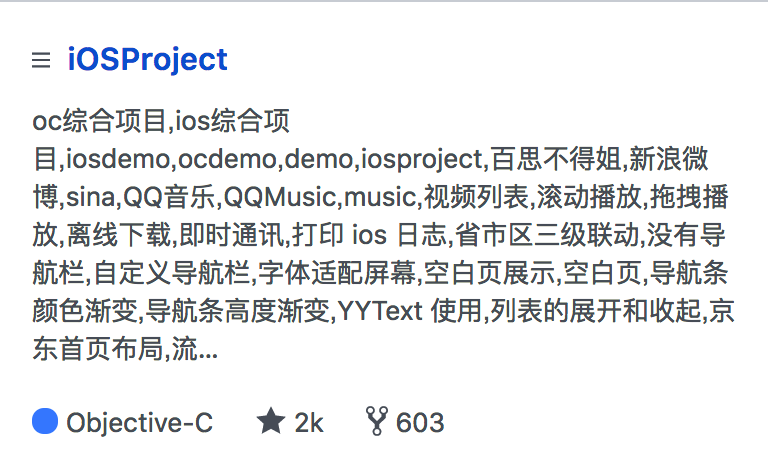 iOSProject
oc综合项目,ios综合项
目,iosdemo,ocdemo,demo,iosproject,百思不得姐,新浪微
博,sina,QQ音乐,QQMusic,music,视频列表,滚动播放,拖拽播
放,离线下载,即时通讯,打印 ios 日志,省市区三级联动,没有导
航栏,自定义导航栏,字体适配屏幕,空白页展示,空白页,导航条
颜色渐变,导航条高度渐变,YYText 使用,列表的展开和收起,京
东首页布局,流...
Objective-C 2k 603